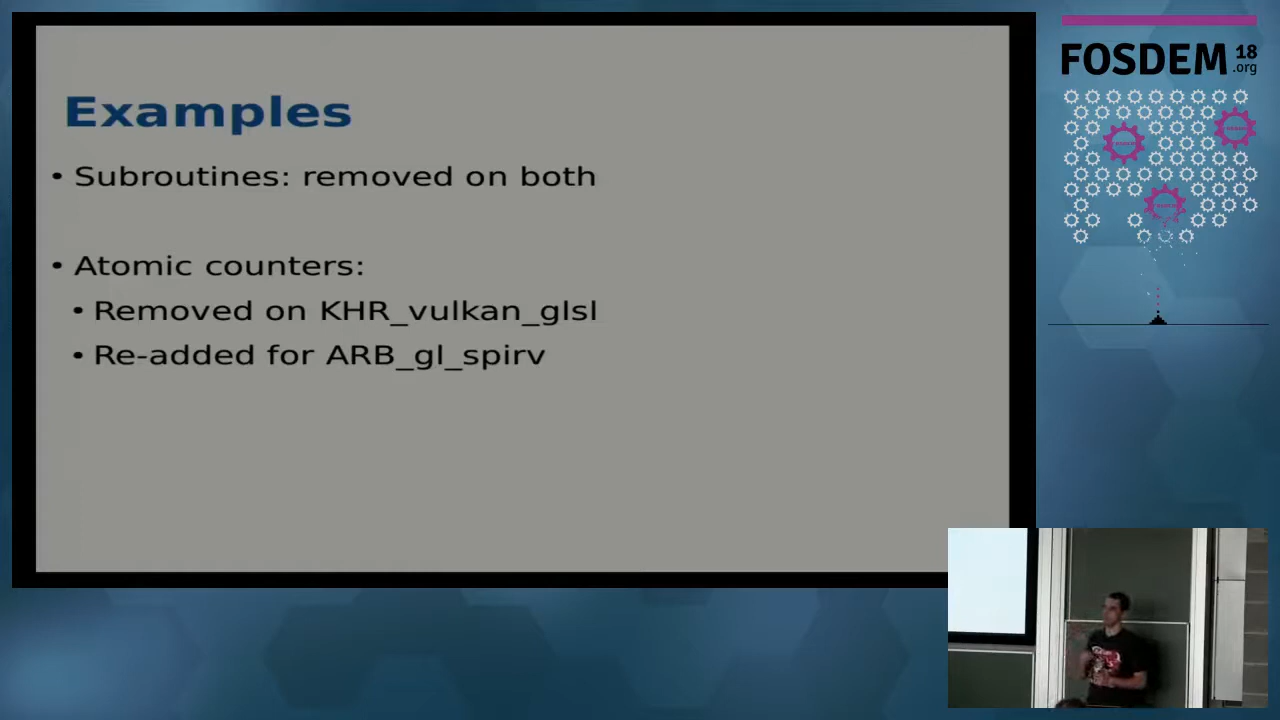 Examples
• Subroutines: removed on both
• Atomic counters:
• Removed on KHR_vulkan_glsl
• Re-added for ARB_gl_spirv
FOSDEM 18
.org